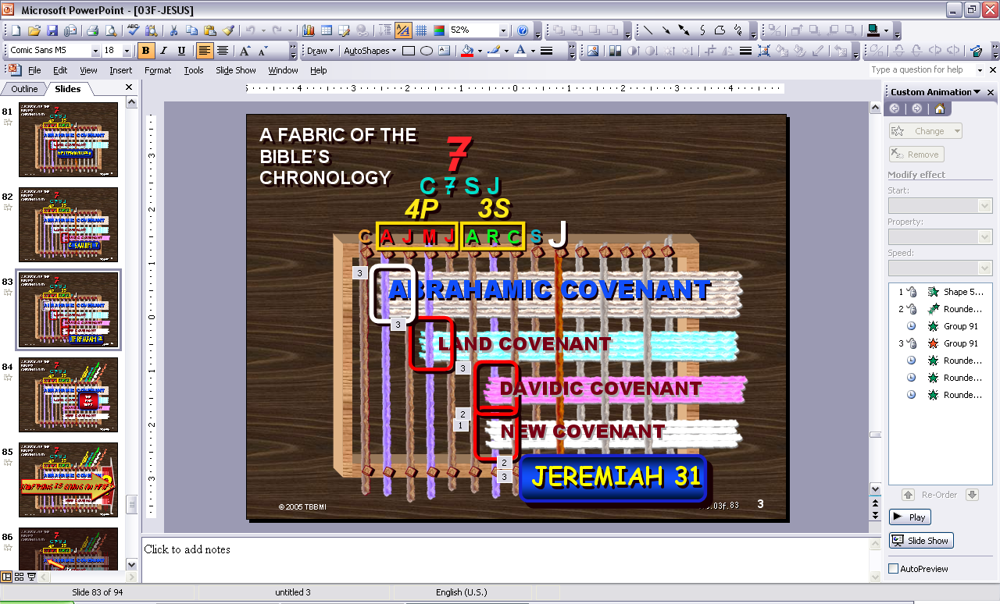 Microsoft PowerPoint - [03F-JESUS]
52%
Comic Sans MS 18 B I U A A Draw AutoShapes A
File Edit View Insert Format Tools Slide Show Window Help Type a question for help
Outline Slides
Custom Animation
Change
Remove
Modify effect
Start:
Property:
Speed:
1 Shape 5...
2 Rounde...
Group 91
3 Group 91
Rounde...
Rounde...
Rounde...
Re-Order
Play
Slide Show
AutoPreview
81
82
83
84
85
86
A FABRIC OF THE
BIBLE'S
CHRONOLOGY
7
C 7 S J
4P 3S
C A J M J A R C S J
3
ABRAHAMIC COVENANT
3
LAND COVENANT
3
DAVIDIC COVENANT
2
1
NEW COVENANT
2
3
JEREMIAH 31
© 2005 TBBMI
.03f.83
3
Click to add notes
Slide 83 of 94 untitled 3 English (U.S.)